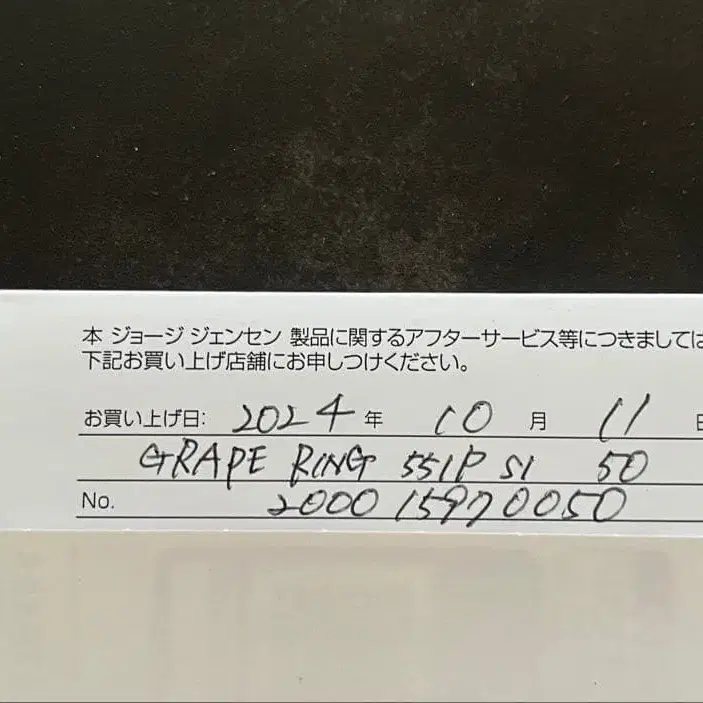 本 ジョージ ジェンセン 製品に関するアフターサービス等につきましては
下記お買い上げ店舗にお申しつけください。
お買い上げ日: 2024 年 10 月 11 日
GRAPE RING 551P SI 50
No. 2000 15970050